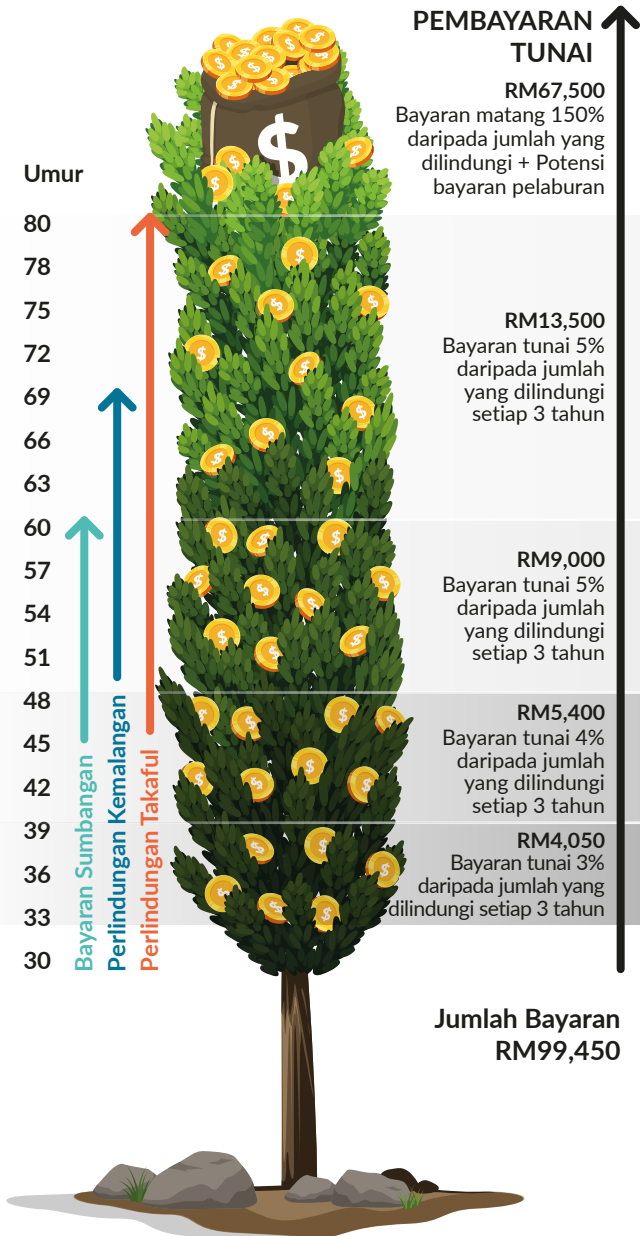 PEMBAYARAN
TUNAI
RM67,500
Bayaran matang 150%
daripada jumlah yang
dilindungi + Potensi
bayaran pelaburan
Umur
80
78
75
72
69
66
63
60
57
54
51
48
45
42
39
36
33
30
Bayaran Sumbangan
Perlindungan Kemalangan
Perlindungan Takaful
RM13,500
Bayaran tunai 5%
daripada jumlah
yang dilindungi
setiap 3 tahun
RM9,000
Bayaran tunai 5%
daripada jumlah
yang dilindungi
setiap 3 tahun
RM5,400
Bayaran tunai 4%
daripada jumlah
yang dilindungi
setiap 3 tahun
RM4,050
Bayaran tunai 3%
daripada jumlah yang
dilindungi setiap 3 tahun
Jumlah Bayaran
RM99,450
$